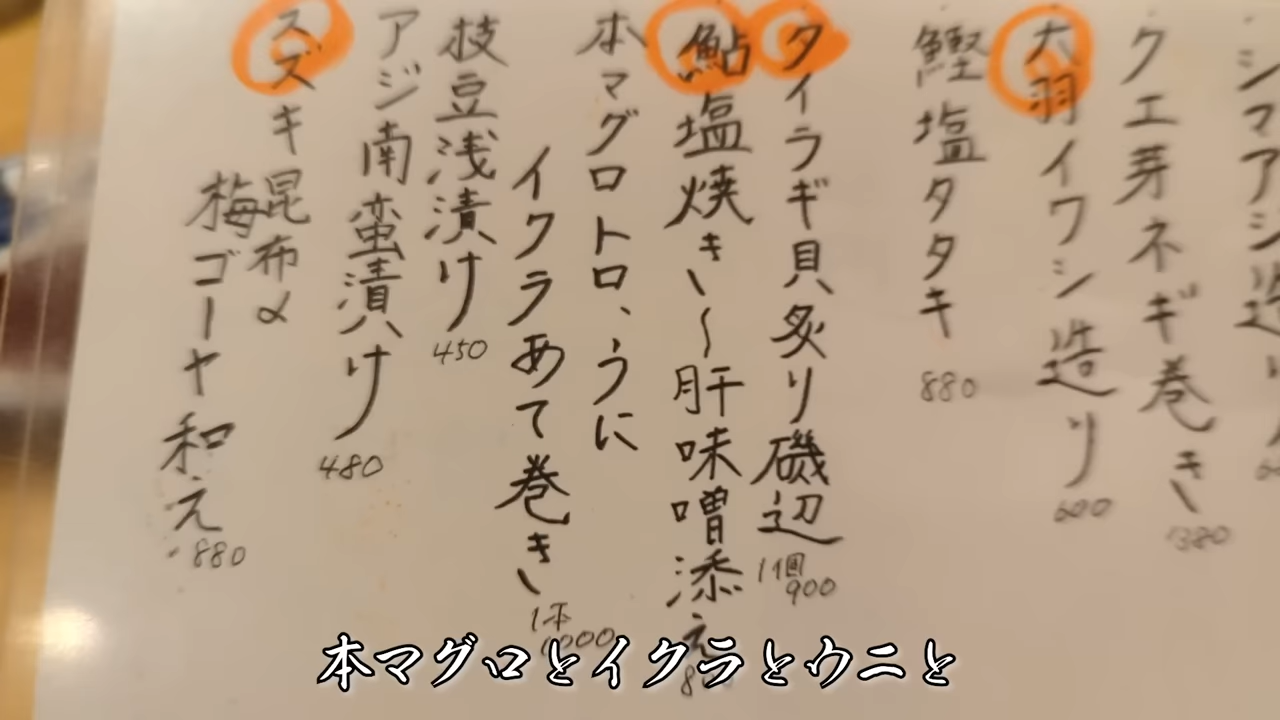 シマアジ造り
クエ芽ネギ巻き
1380
大羽イワシ造り
600
鰹塩タタキ
880
タイラギ貝炙り磯辺
1個
900
鮎塩焼き〜肝味噌添え
本マグロトロ、うに
イクラあて巻き
1本
1000
枝豆浅漬け
450
アジ南蛮漬け
480
スズキ昆布〆
梅ゴーヤ和え
880
本マグロとイクラとウニと